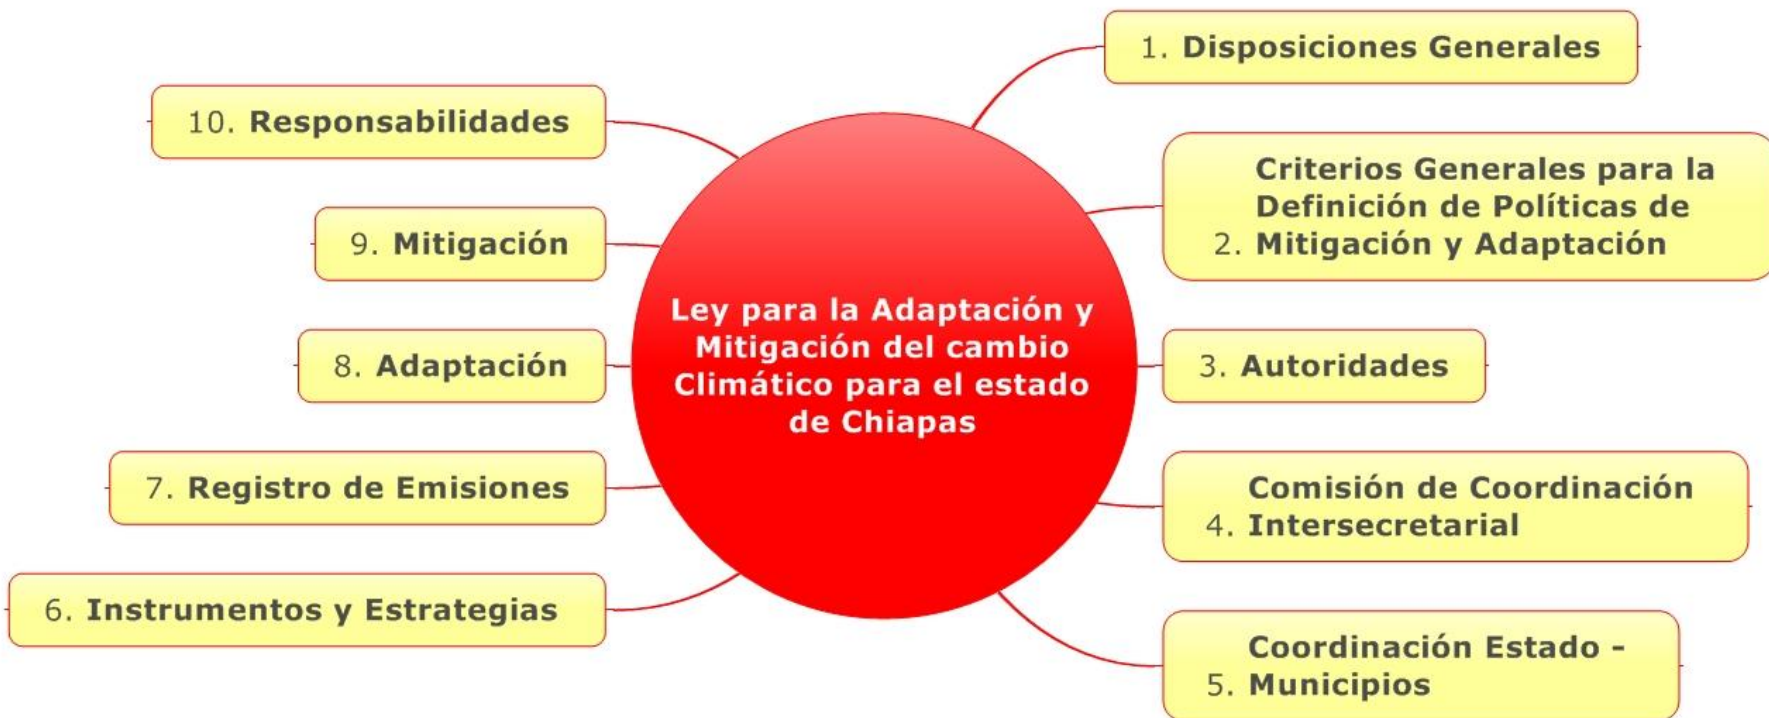 Ley para la Adaptación y
Mitigación del cambio
Climático para el estado
de Chiapas
1. Disposiciones Generales
Criterios Generales para la
Definición de Políticas de
2. Mitigación y Adaptación
3. Autoridades
Comisión de Coordinación
4. Intersecretarial
Coordinación Estado -
5. Municipios
6. Instrumentos y Estrategias
7. Registro de Emisiones
8. Adaptación
9. Mitigación
10. Responsabilidades